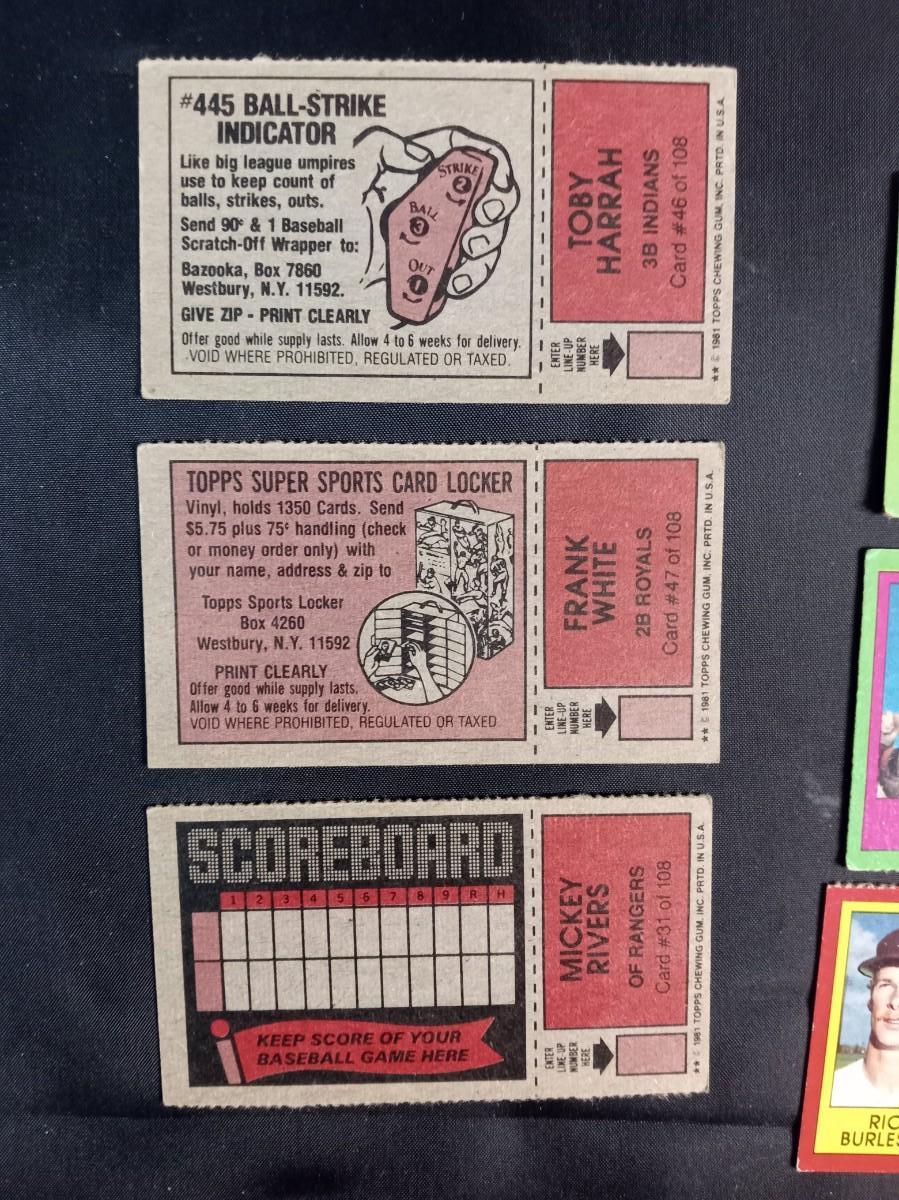 #445 BALL-STRIKE
INDICATOR
Like big league umpires
use to keep count of
balls, strikes, outs.
Send 90¢ & 1 Baseball
Scratch-Off Wrapper to:
Bazooka, Box 7860
Westbury, N.Y. 11592.
GIVE ZIP - PRINT CLEARLY
Offer good while supply lasts. Allow 4 to 6 weeks for delivery.
VOID WHERE PROHIBITED, REGULATED OR TAXED.
STRIKE
2
BALL
3
OUT
1
TOBY
HARRAH
3B INDIANS
Card #46 of 108
ENTER
LINE-UP
NUMBER
HERE
** © 1981 TOPPS CHEWING GUM, INC. PRTD. IN U.S.A.
TOPPS SUPER SPORTS CARD LOCKER
Vinyl, holds 1350 Cards. Send
$5.75 plus 75¢ handling (check
or money order only) with
your name, address & zip to
Topps Sports Locker
Box 4260
Westbury, N.Y. 11592
PRINT CLEARLY
Offer good while supply lasts.
Allow 4 to 6 weeks for delivery.
VOID WHERE PROHIBITED, REGULATED OR TAXED
FRANK
WHITE
2B ROYALS
Card #47 of 108
ENTER
LINE-UP
NUMBER
HERE
** © 1981 TOPPS CHEWING GUM, INC. PRTD. IN U.S.A.
SCOREBOARD
1 2 3 4 5 6 7 8 9 R H
KEEP SCORE OF YOUR
BASEBALL GAME HERE
MICKEY
RIVERS
OF RANGERS
Card #31 of 108
ENTER
LINE-UP
NUMBER
HERE
** © 1981 TOPPS CHEWING GUM, INC. PRTD. IN U.S.A.
RIC
BURLES